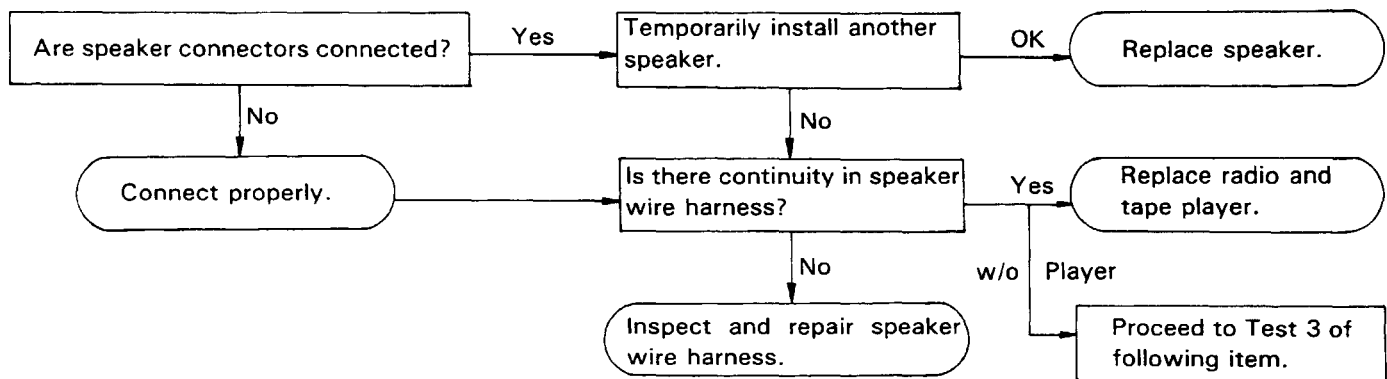 Are speaker connectors connected?
Yes
Temporarily install another
speaker.
OK
Replace speaker.
No
No
Connect properly.
Is there continuity in speaker
wire harness?
Yes
Replace radio and
tape player.
No
w/o Player
Inspect and repair speaker
wire harness.
Proceed to Test 3 of
following item.